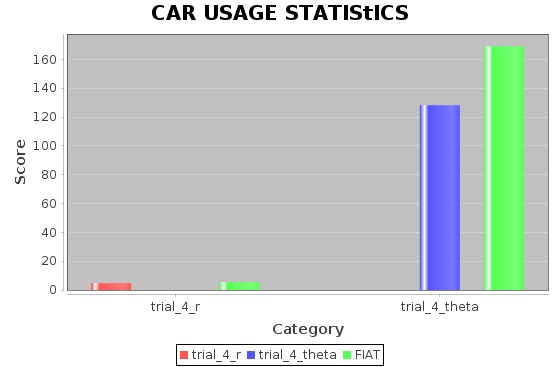 CAR USAGE STATIStICS
160
140
120
100
80
60
40
20
0
Score
trial_4_r trial_4_theta
Category
trial_4_r trial_4_theta FIAT